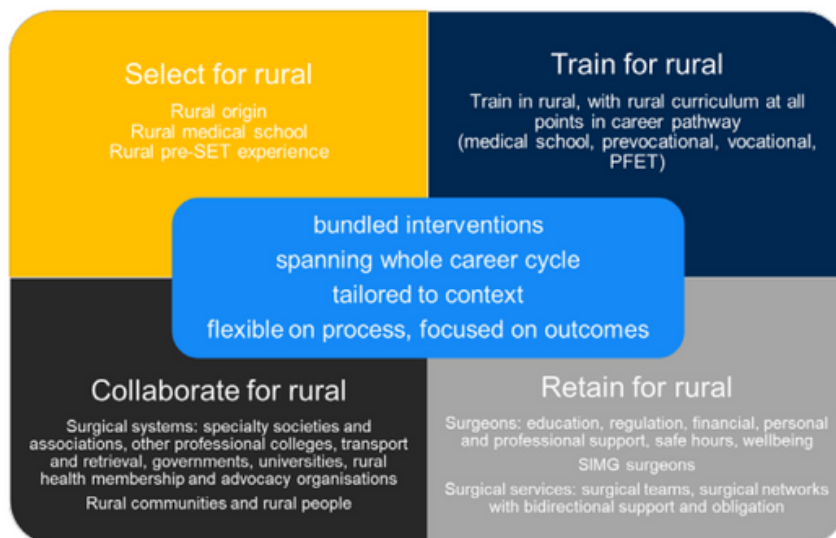 Select for rural
Rural origin
Rural medical school
Rural pre-SET experience
Train for rural
Train in rural, with rural curriculum at all
points in career pathway
(medical school, prevocational, vocational,
PFET)
bundled interventions
spanning whole career cycle
tailored to context
flexible on process, focused on outcomes
Collaborate for rural
Surgical systems: specialty societies and
associations, other professional colleges, transport
and retrieval, governments, universities, rural
health membership and advocacy organisations
Rural communities and rural people
Retain for rural
Surgeons: education, regulation, financial, personal
and professional support, safe hours, wellbeing
SIMG surgeons
Surgical services: surgical teams, surgical networks
with bidirectional support and obligation